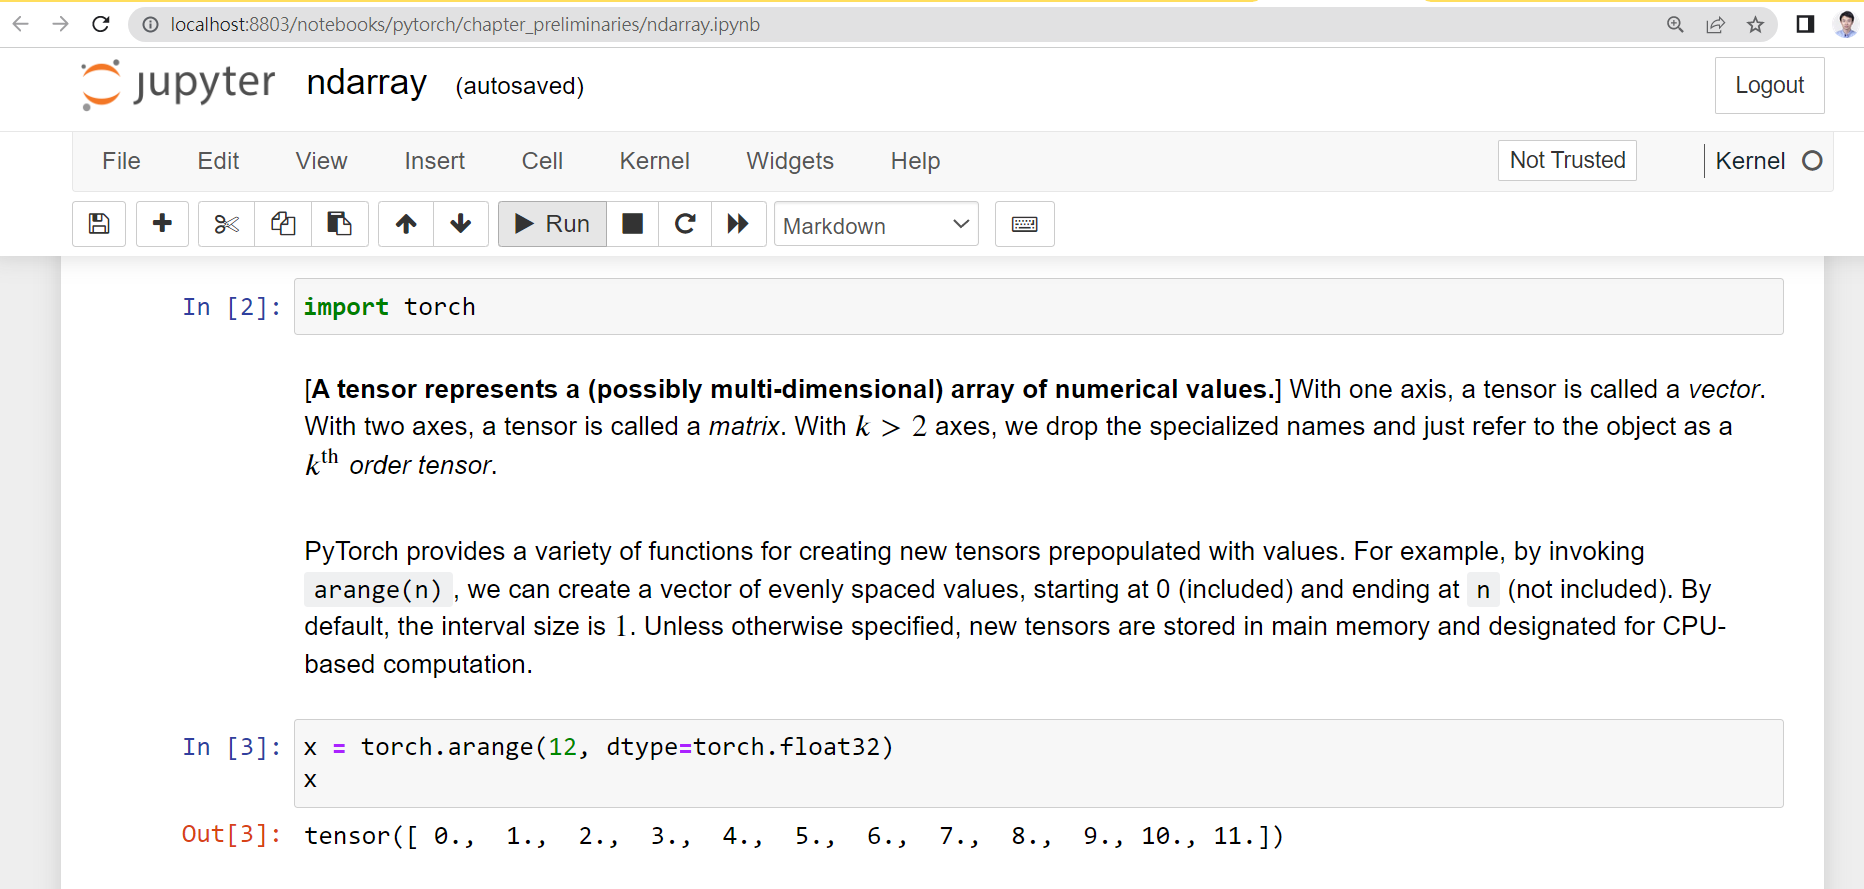 localhost:8803/notebooks/pytorch/chapter_preliminaries/ndarray.ipynb
jupyter ndarray (autosaved) Logout
File Edit View Insert Cell Kernel Widgets Help Not Trusted Kernel
Run Markdown
In [2]: import torch
[A tensor represents a (possibly multi-dimensional) array of numerical values.] With one axis, a tensor is called a vector.
With two axes, a tensor is called a matrix. With k > 2 axes, we drop the specialized names and just refer to the object as a
kᵗʰ order tensor.
PyTorch provides a variety of functions for creating new tensors prepopulated with values. For example, by invoking
arange(n) , we can create a vector of evenly spaced values, starting at 0 (included) and ending at n (not included). By
default, the interval size is 1. Unless otherwise specified, new tensors are stored in main memory and designated for CPU-
based computation.
In [3]: x = torch.arange(12, dtype=torch.float32)
x
Out[3]: tensor([ 0., 1., 2., 3., 4., 5., 6., 7., 8., 9., 10., 11.])